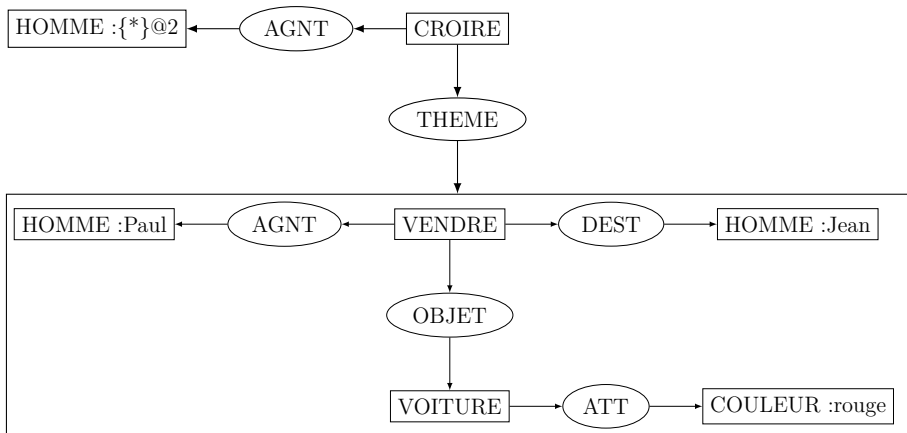 HOMME :{*}@2 AGNT CROIRE
THEME
HOMME :Paul AGNT VENDRE DEST HOMME :Jean
OBJET
VOITURE ATT COULEUR :rouge